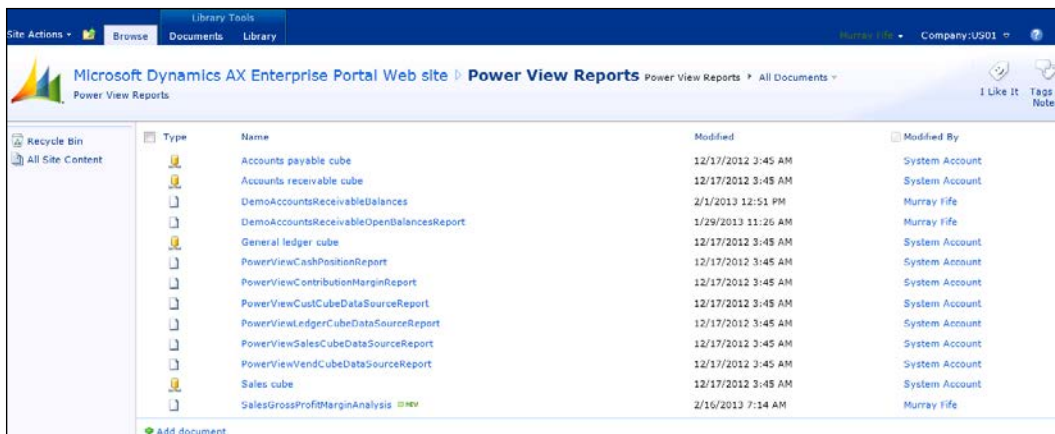 Library Tools
Site Actions Browse Documents Library Murray Fife Company:US01
Microsoft Dynamics AX Enterprise Portal Web site Power View Reports Power View Reports All Documents
Power View Reports
I Like It Tags
Note
Recycle Bin
All Site Content
Type Name Modified Modified By
Accounts payable cube 12/17/2012 3:45 AM System Account
Accounts receivable cube 12/17/2012 3:45 AM System Account
DemoAccountsReceivableBalances 2/1/2013 12:51 PM Murray Fife
DemoAccountsReceivableOpenBalancesReport 1/29/2013 11:26 AM Murray Fife
General ledger cube 12/17/2012 3:45 AM System Account
PowerViewCashPositionReport 12/17/2012 3:45 AM System Account
PowerViewContributionMarginReport 12/17/2012 3:45 AM System Account
PowerViewCustCubeDataSourceReport 12/17/2012 3:45 AM System Account
PowerViewLedgerCubeDataSourceReport 12/17/2012 3:45 AM System Account
PowerViewSalesCubeDataSourceReport 12/17/2012 3:45 AM System Account
PowerViewVendCubeDataSourceReport 12/17/2012 3:45 AM System Account
Sales cube 12/17/2012 3:45 AM System Account
SalesGrossProfitMarginAnalysis NEW 2/16/2013 7:14 AM Murray Fife
Add document